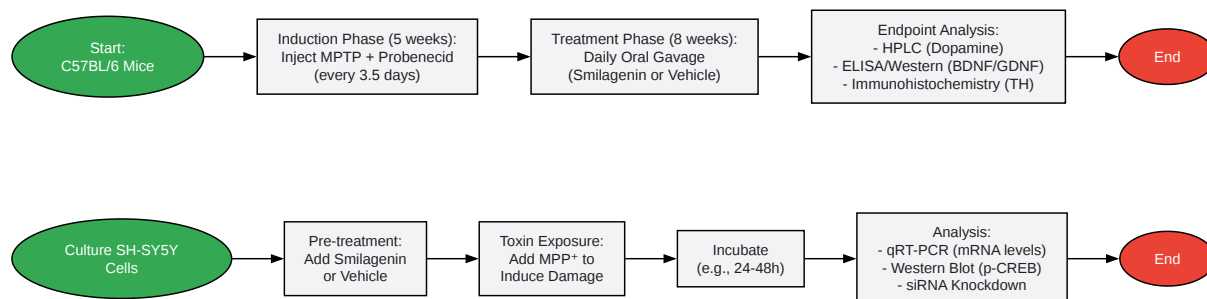 Start:
C57BL/6 Mice
Induction Phase (5 weeks):
Inject MPTP + Probenecid
(every 3.5 days)
Treatment Phase (8 weeks):
Daily Oral Gavage
(Smilagenin or Vehicle)
Endpoint Analysis:
- HPLC (Dopamine)
- ELISA/Western (BDNF/GDNF)
- Immunohistochemistry (TH)
End
Culture SH-SY5Y
Cells
Pre-treatment:
Add Smilagenin
or Vehicle
Toxin Exposure:
Add MPP⁺ to
Induce Damage
Incubate
(e.g., 24-48h)
Analysis:
- qRT-PCR (mRNA levels)
- Western Blot (p-CREB)
- siRNA Knockdown
End